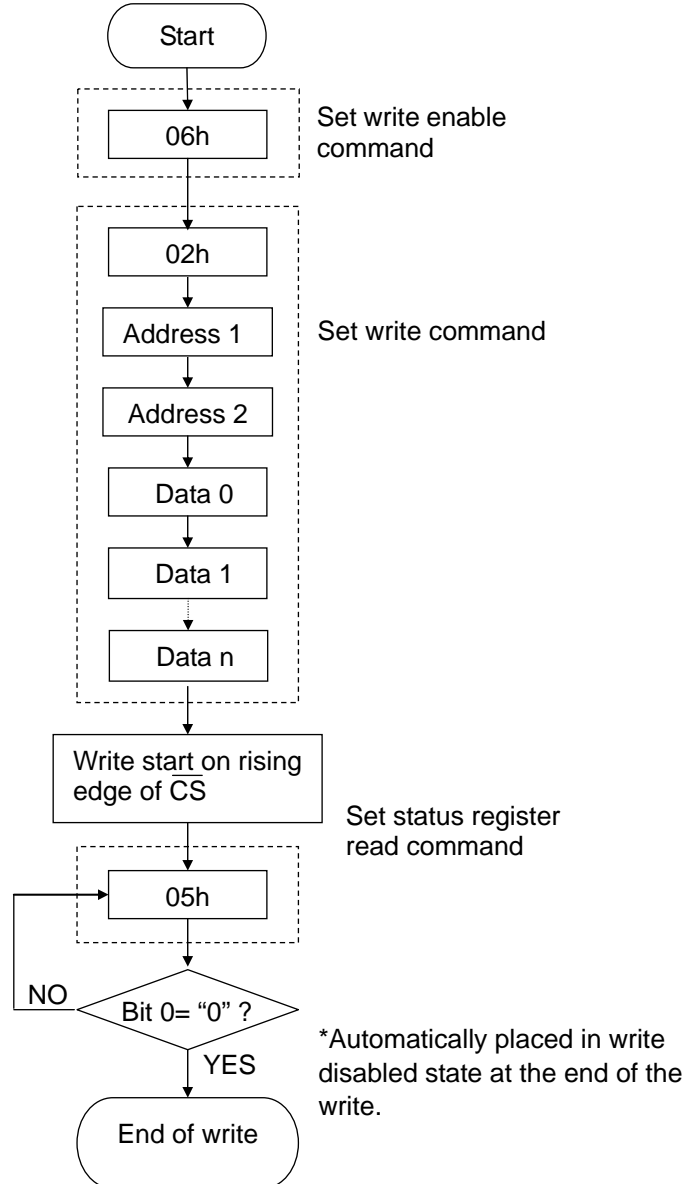 Start
06h
Set write enable
command
02h
Address 1
Set write command
Address 2
Data 0
Data 1
Data n
Write start on rising
edge of C̅S̅
Set status register
read command
05h
NO
Bit 0= “0” ?
*Automatically placed in write
disabled state at the end of the
write.
YES
End of write